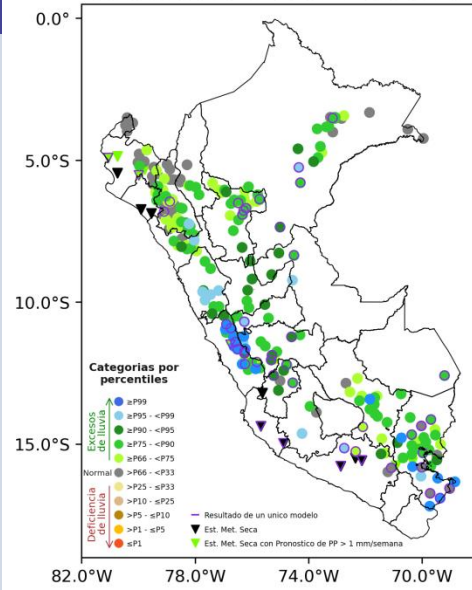 0.0°
5.0°S
10.0°S
15.0°S
82.0°W
78.0°W
74.0°W
70.0°W
Categorias por
percentiles
Excesos
de lluvia
Normal
Deficiencia
de lluvia
≥P99
≥P95 - <P99
≥P90 - <P95
≥P75 - <P90
≥P66 - <P75
>P66 - <P33
>P25 - ≤P33
>P10 - ≤P25
>P5 - ≤P10
>P1 - ≤P5
≤P1
Resultado de un unico modelo
Est. Met. Seca
Est. Met. Seca con Pronostico de PP > 1 mm/semana